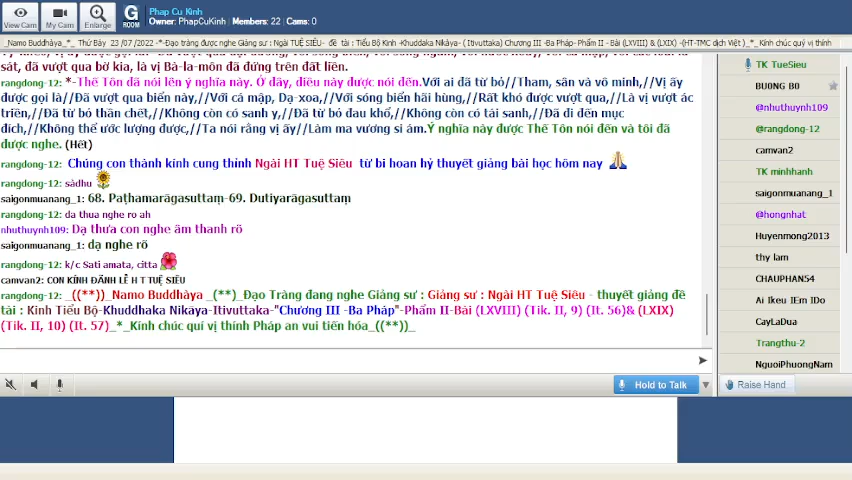 Phap Cu Kinh
Owner: PhapCuKinh | Members: 22 | Cams: 0
View Cam
My Cam
Enlarge
G
ROOM
_Namo Buddhàya_*_ Thứ Bảy 23/07/2022 -*-Đạo tràng được nghe Giảng sư : Ngài TUỆ SIÊU- đề tài : Tiểu Bộ Kinh -Khuddaka Nikàya- ( Itivuttaka) Chương III -Ba Pháp- Phẩm II - Bài (LXVIII) & (LXIX) -(HT-TMC dịch Việt )_*_ Kính chúc quý vị thính
sát, đã vượt qua bờ kia, là vị Bà-la-môn đã đứng trên đất liền.
rangdong-12: *-Thế Tôn đã nói lên ý nghĩa này. Ở đây, điều này được nói đến.Với ai đã từ bỏ//Tham, sân và vô minh,//Vị ấy
được gọi là//Đã vượt qua biển này,//Với cá mập, Dạ-xoa,//Với sóng biển hãi hùng,//Rất khó được vượt qua,//Là vị vượt ác
triền,//Đã từ bỏ thần chết,//Không còn có sanh y,//Đã từ bỏ đau khổ,//Không còn có tái sanh,//Đã đi đến mục
đích,//Không thể ước lượng được,//Ta nói rằng vị ấy//Làm ma vương si ám.Ý nghĩa này được Thế Tôn nói đến và tôi đã
được nghe. (Hết)
rangdong-12: Chúng con thành kính cung thỉnh Ngài HT Tuệ Siêu từ bi hoan hỷ thuyết giảng bài học hôm nay
rangdong-12: sàdhu
saigonmuanang_1: 68. Paṭhamarāgasuttaṃ-69. Dutiyarāgasuttaṃ
rangdong-12: da thua nghe ro ah
nhuthuynh109: Dạ thưa con nghe âm thanh rõ
saigonmuanang_1: dạ nghe rõ
rangdong-12: k/c Sati amata, citta
camvan2: CON KÍNH ĐẢNH LỄ H T TUỆ SIÊU
rangdong-12: _((**))_Namo Buddhàya _(**)_Đạo Tràng đang nghe Giảng sư : Giảng sư : Ngài HT Tuệ Siêu - thuyết giảng đề
tài : Kinh Tiểu Bộ-Khuddhaka Nikàya-Itivuttaka-"Chương III -Ba Pháp"-Phẩm II-Bài (LXVIII) (Tik. II, 9) (It. 56)& (LXIX)
(Tik. II, 10) (It. 57)_*_Kính chúc quí vị thính Pháp an vui tiến hóa_((**))_
Hold to Talk
TK TueSieu
BU0NG B0
@nhuthuynh109
@rangdong-12
camvan2
TK minhhanh
saigonmuanang_1
@hongnhat
Huyenmong2013
thy lam
CHAUPHAN54
Ai Ikeu IEm IDo
CayLaDua
Trangthu-2
NguoiPhuongNam
Raise Hand